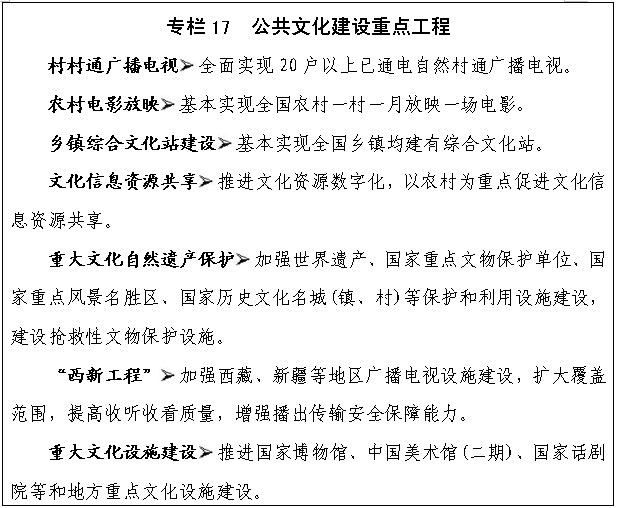 专栏17 公共文化建设重点工程
村村通广播电视➢全面实现20户以上已通电自然村通广播电视。
农村电影放映➢基本实现全国农村一村一月放映一场电影。
乡镇综合文化站建设➢基本实现全国乡镇均建有综合文化站。
文化信息资源共享➢推进文化资源数字化，以农村为重点促进文化信
息资源共享。
重大文化自然遗产保护➢加强世界遗产、国家重点文物保护单位、国
家重点风景名胜区、国家历史文化名城(镇、村)等保护和利用设施建设，
建设抢救性文物保护设施。
“西新工程”➢加强西藏、新疆等地区广播电视设施建设，扩大覆盖
范围，提高收听收看质量，增强播出传输安全保障能力。
重大文化设施建设➢推进国家博物馆、中国美术馆(二期)、国家话剧
院等和地方重点文化设施建设。